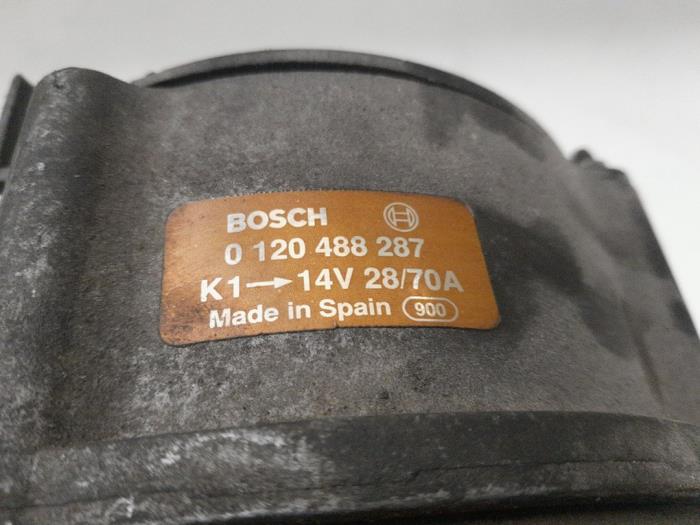 BOSCH
0 120 488 287
K1→14V 28/70A
Made in Spain 900